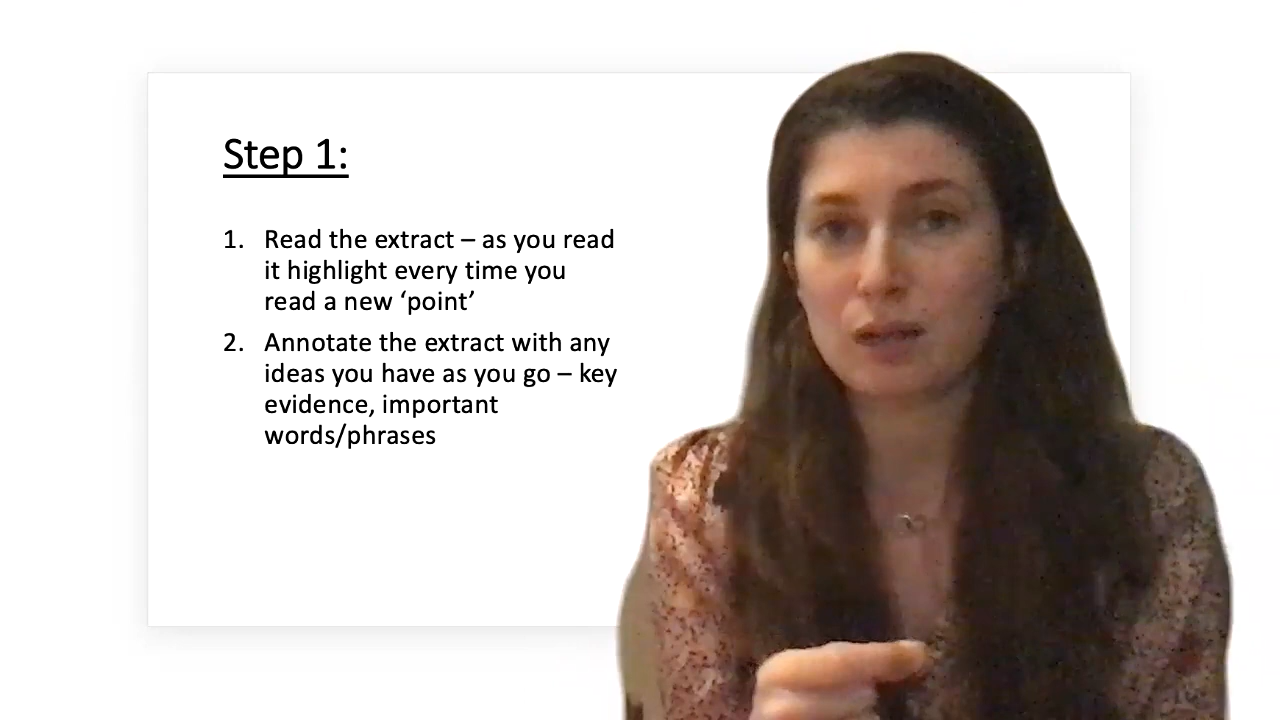 Step 1:
1. Read the extract – as you read
it highlight every time you
read a new ‘point’
2. Annotate the extract with any
ideas you have as you go – key
evidence, important
words/phrases